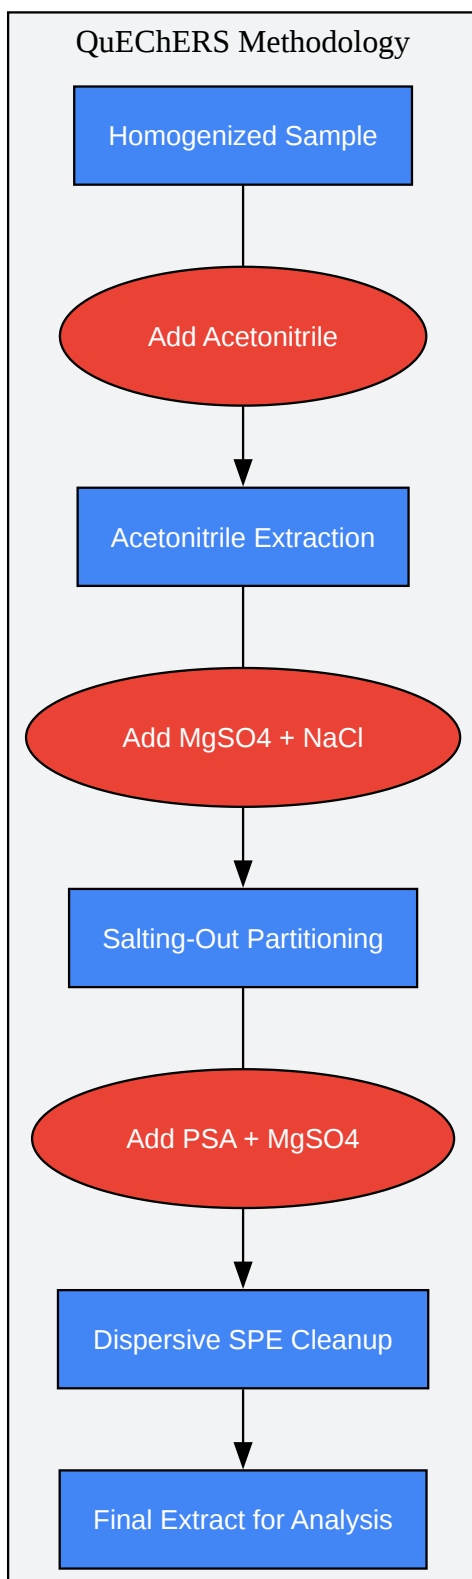 QuEChERS Methodology
Homogenized Sample
Add Acetonitrile
Acetonitrile Extraction
Add MgSO4 + NaCl
Salting-Out Partitioning
Add PSA + MgSO4
Dispersive SPE Cleanup
Final Extract for Analysis